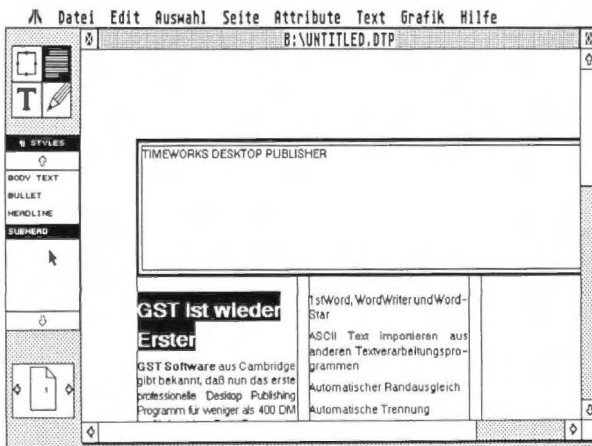 Datei Edit Auswahl Seite Attribute Text Grafik Hilfe
B:\UNTITLED.DTP
T
¶ STYLES
BODY TEXT
BULLET
HEADLINE
SUBHEAD
1
TIMEWORKS DESKTOP PUBLISHER
GST ist wieder
Erster
GST Software aus Cambridge
gibt bekannt, daß nun das erste
professionelle Desktop Publishing
Programm für weniger als 400 DM
1stWord, WordWriter und Word-
Star
ASCII Text importieren aus
anderen Textverarbeitungspro-
grammen
Automatischer Randausgleich
Automatische Trennung